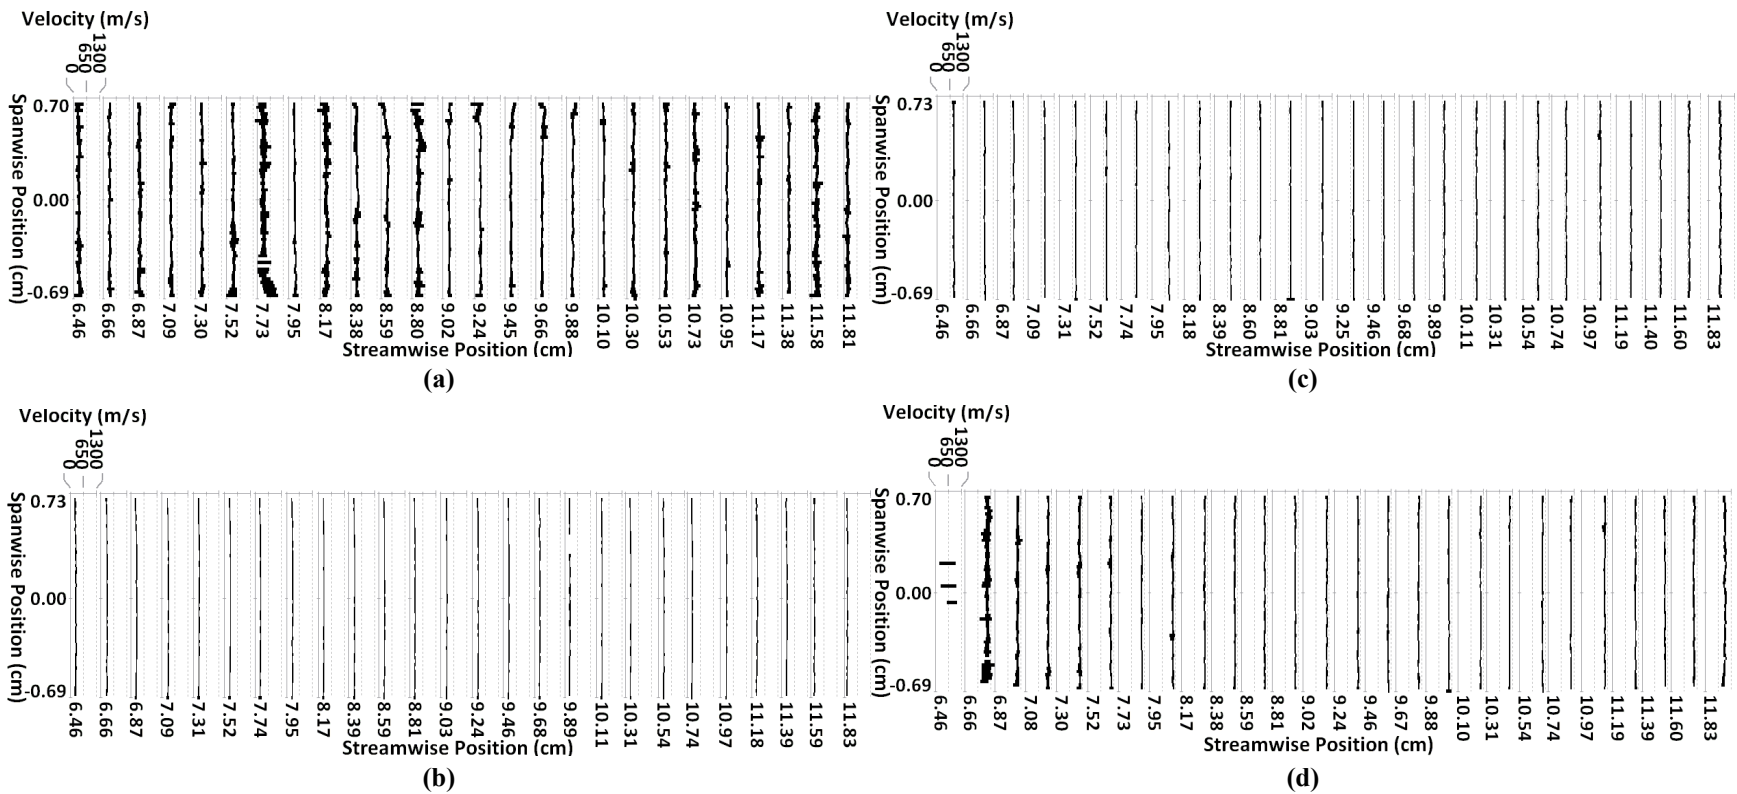 Velocity (m/s)
0 650 1300
Spanwise Position (cm)
0.70
0.00
-0.69
6.46 6.66 6.87 7.09 7.30 7.52 7.73 7.95 8.17 8.38 8.59 8.80 9.02 9.24 9.45 9.66 9.88 10.10 10.30 10.53 10.73 10.95 11.17 11.38 11.58 11.81
Streamwise Position (cm)
(a)
Velocity (m/s)
0 650 1300
Spanwise Position (cm)
0.73
0.00
-0.69
6.46 6.66 6.87 7.09 7.31 7.52 7.74 7.95 8.17 8.39 8.59 8.81 9.03 9.24 9.46 9.68 9.89 10.11 10.31 10.54 10.74 10.97 11.18 11.39 11.59 11.83
Streamwise Position (cm)
(b)
Velocity (m/s)
0 650 1300
Spanwise Position (cm)
0.73
0.00
-0.69
6.46 6.66 6.87 7.09 7.31 7.52 7.74 7.95 8.18 8.39 8.60 8.81 9.03 9.25 9.46 9.68 9.89 10.11 10.31 10.54 10.74 10.97 11.19 11.40 11.60 11.83
Streamwise Position (cm)
(c)
Velocity (m/s)
0 650 1300
Spanwise Position (cm)
0.70
0.00
-0.69
6.46 6.66 6.87 7.08 7.30 7.52 7.73 7.95 8.17 8.38 8.59 8.81 9.02 9.24 9.46 9.67 9.88 10.10 10.31 10.54 10.74 10.97 11.19 11.39 11.60 11.83
Streamwise Position (cm)
(d)